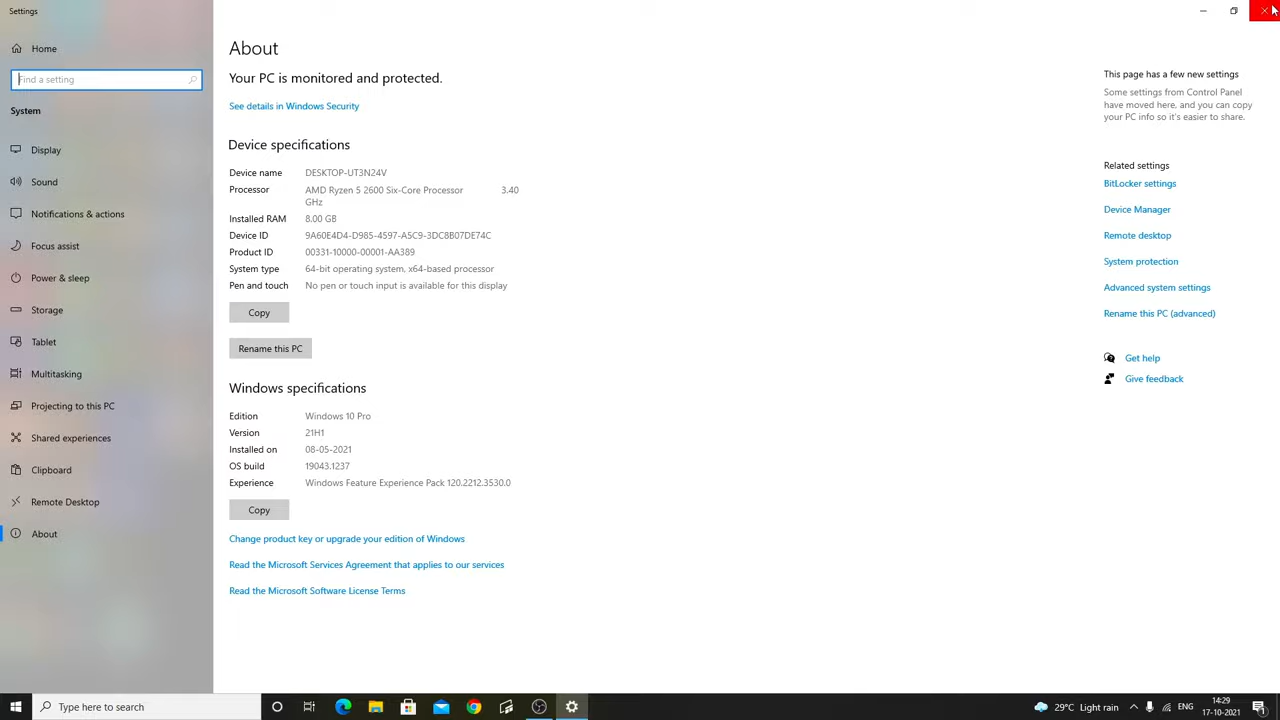 Settings
Home
Find a setting
System
Display
Sound
Notifications & actions
Focus assist
Power & sleep
Storage
Tablet
Multitasking
Projecting to this PC
Shared experiences
Clipboard
Remote Desktop
About
About
Your PC is monitored and protected.
See details in Windows Security
Device specifications
Device name DESKTOP-UT3N24V
Processor AMD Ryzen 5 2600 Six-Core Processor 3.40
GHz
Installed RAM 8.00 GB
Device ID 9A60E4D4-D985-4597-A5C9-3DC8B07DE74C
Product ID 00331-10000-00001-AA389
System type 64-bit operating system, x64-based processor
Pen and touch No pen or touch input is available for this display
Copy
Rename this PC
Windows specifications
Edition Windows 10 Pro
Version 21H1
Installed on 08-05-2021
OS build 19043.1237
Experience Windows Feature Experience Pack 120.2212.3530.0
Copy
Change product key or upgrade your edition of Windows
Read the Microsoft Services Agreement that applies to our services
Read the Microsoft Software License Terms
This page has a few new settings
Some settings from Control Panel
have moved here, and you can copy
your PC info so it's easier to share.
Related settings
BitLocker settings
Device Manager
Remote desktop
System protection
Advanced system settings
Rename this PC (advanced)
Get help
Give feedback
Type here to search
29°C Light rain
ENG
14:29
17-10-2021